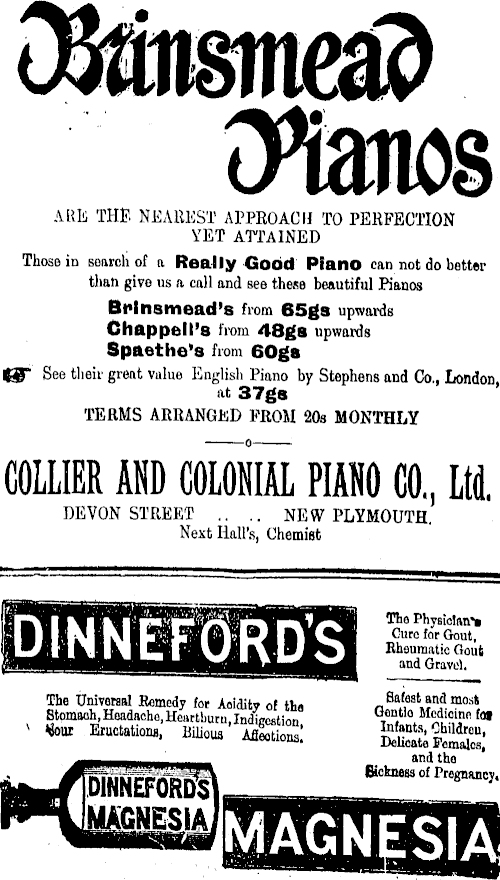 Brinsmead
Pianos
ARE THE NEAREST APPROACH TO PERFECTION
YET ATTAINED
Those in search of a Really Good Piano can not do better
than give us a call and see these beautiful Pianos
Brinsmead's from 65gs upwards
Chappell's from 48gs upwards
Spaethe's from 60gs
See their great value English Piano by Stephens and Co., London,
at 37gs
TERMS ARRANGED FROM 20s MONTHLY
COLLIER AND COLONIAL PIANO CO., Ltd.
DEVON STREET .. .. NEW PLYMOUTH.
Next Hall's, Chemist
DINNEFORD'S
The Universal Remedy for Acidity of the
Stomach, Headache, Heartburn, Indigestion,
Sour Eructations, Bilious Affections.
The Physician's
Cure for Gout,
Rheumatic Gout
and Gravel.
Safest and most
Gentle Medicine for
Infants, Children,
Delicate Females,
and the
Sickness of Pregnancy.
DINNEFORD'S
MAGNESIA
MAGNESIA